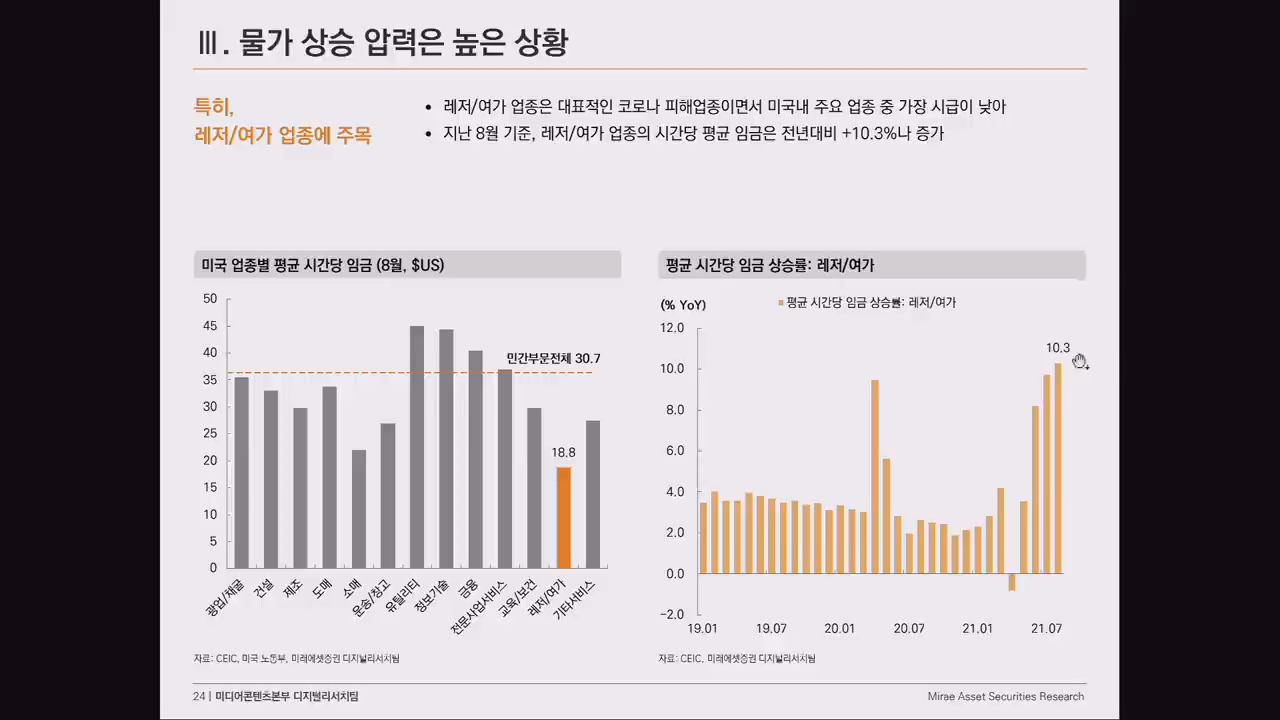 Ⅲ. 물가 상승 압력은 높은 상황
특히,
레저/여가 업종에 주목
• 레저/여가 업종은 대표적인 코로나 피해업종이면서 미국내 주요 업종 중 가장 시급이 낮아
• 지난 8월 기준, 레저/여가 업종의 시간당 평균 임금은 전년대비 +10.3%나 증가
미국 업종별 평균 시간당 임금 (8월, $US)
50
45
40
35
30
25
20
15
10
5
0
민간부문전체 30.7
18.8
광업/채굴
건설
제조
도매
소매
운송/창고
유틸리티
정보기술
금융
전문사업서비스
교육/보건
레저/여가
기타서비스
자료: CEIC, 미국 노동부, 미래에셋증권 디지털리서치팀
평균 시간당 임금 상승률: 레저/여가
(% YoY)
평균 시간당 임금 상승률: 레저/여가
12.0
10.0
8.0
6.0
4.0
2.0
0.0
-2.0
10.3
19.01
19.07
20.01
20.07
21.01
21.07
자료: CEIC, 미래에셋증권 디지털리서치팀
24 | 미디어콘텐츠본부 디지털리서치팀
Mirae Asset Securities Research